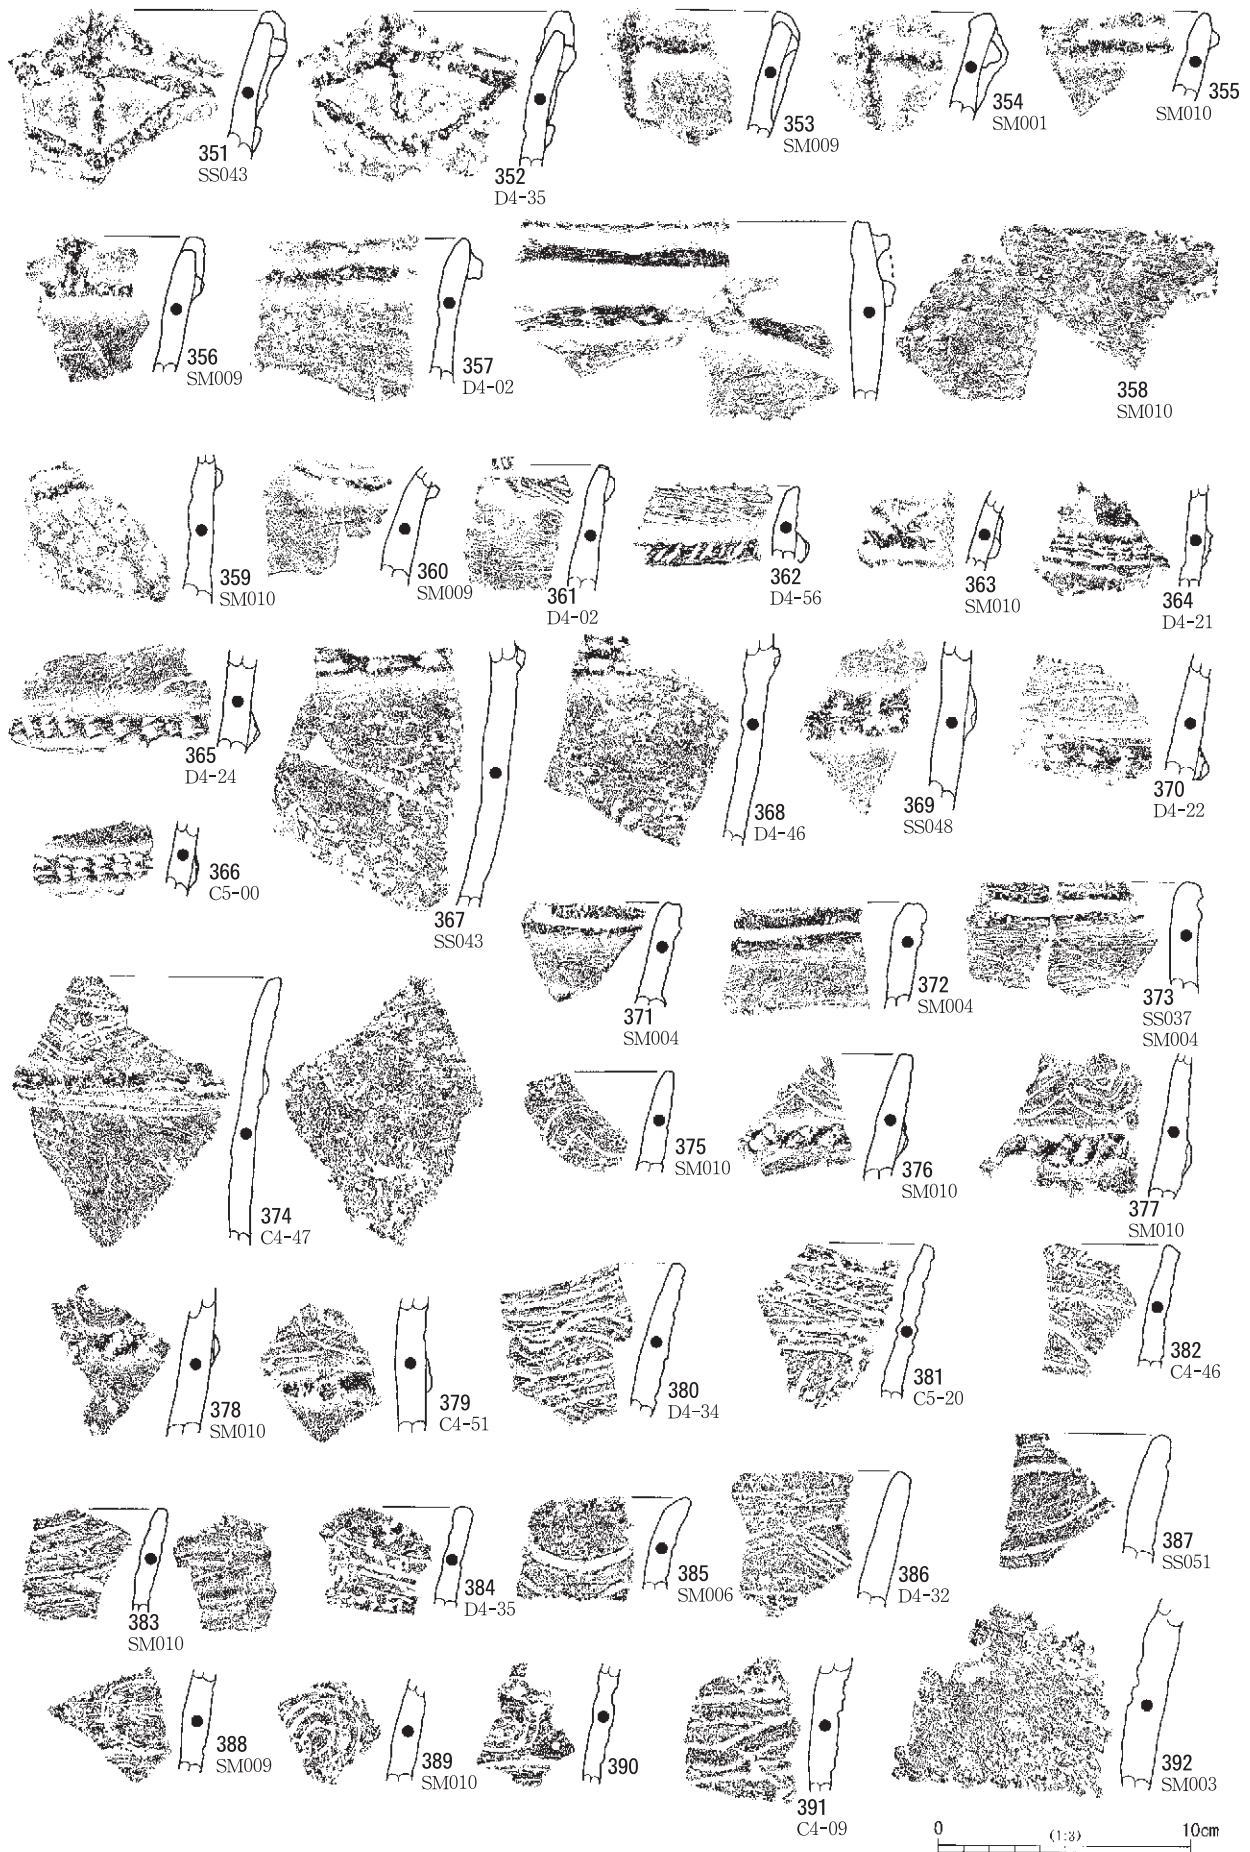 351
SS043
352
D4-35
353
SM009
354
SM001
355
SM010
356
SM009
357
D4-02
358
SM010
359
SM010
360
SM009
361
D4-02
362
D4-56
363
SM010
364
D4-21
365
D4-24
366
C5-00
367
SS043
368
D4-46
369
SS048
370
D4-22
371
SM004
372
SM004
373
SS037
SM004
374
C4-47
375
SM010
376
SM010
377
SM010
378
SM010
379
C4-51
380
D4-34
381
C5-20
382
C4-46
383
SM010
384
D4-35
385
SM006
386
D4-32
387
SS051
388
SM009
389
SM010
390
391
C4-09
392
SM003
0 (1:3) 10cm